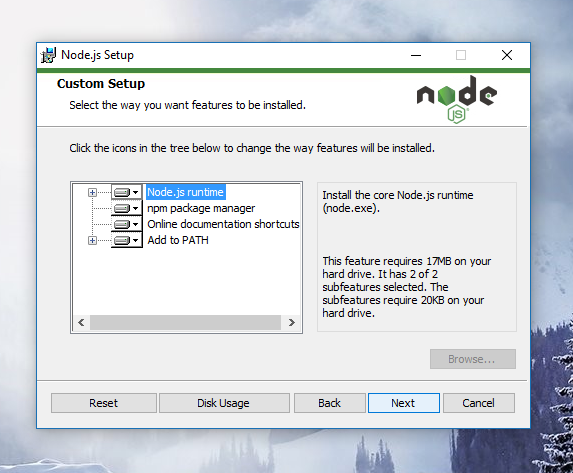 Node.js Setup
Custom Setup
Select the way you want features to be installed.
node
JS
Click the icons in the tree below to change the way features will be installed.
Node.js runtime
npm package manager
Online documentation shortcuts
Add to PATH
Install the core Node.js runtime
(node.exe).
This feature requires 17MB on your
hard drive. It has 2 of 2
subfeatures selected. The
subfeatures require 20KB on your
hard drive.
Browse...
Reset
Disk Usage
Back
Next
Cancel